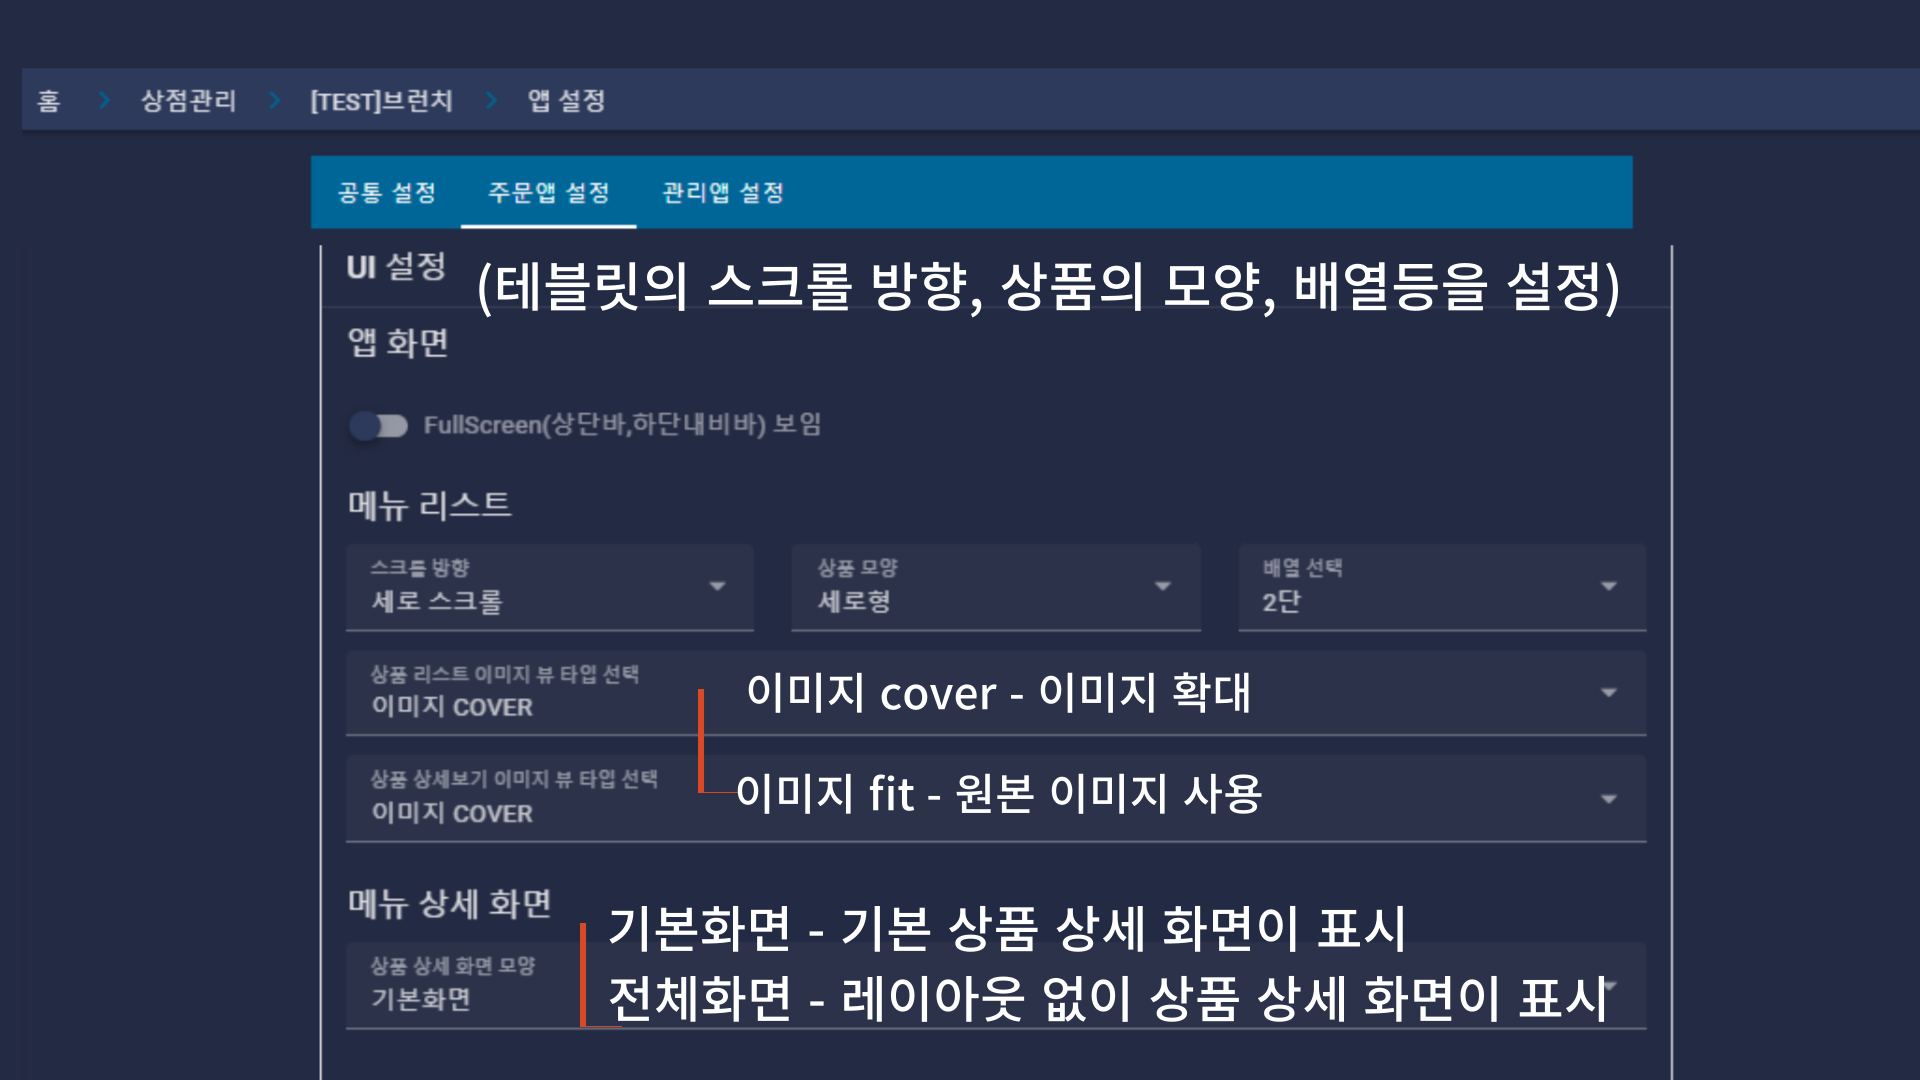 홈 상점관리 [TEST]브런치 앱 설정
공통 설정 주문앱 설정 관리앱 설정
UI 설정 (테블릿의 스크롤 방향, 상품의 모양, 배열등을 설정)
앱 화면
FullScreen(상단바,하단내비바) 보임
메뉴 리스트
스크롤 방향 상품 모양 배열 선택
세로 스크롤 세로형 2단
상품 리스트 이미지 뷰 타입 선택
이미지 COVER
이미지 cover - 이미지 확대
상품 상세보기 이미지 뷰 타입 선택
이미지 COVER
이미지 fit - 원본 이미지 사용
메뉴 상세 화면
기본화면 - 기본 상품 상세 화면이 표시
상품 상세 화면 모양
기본화면
전체화면 - 레이아웃 없이 상품 상세 화면이 표시